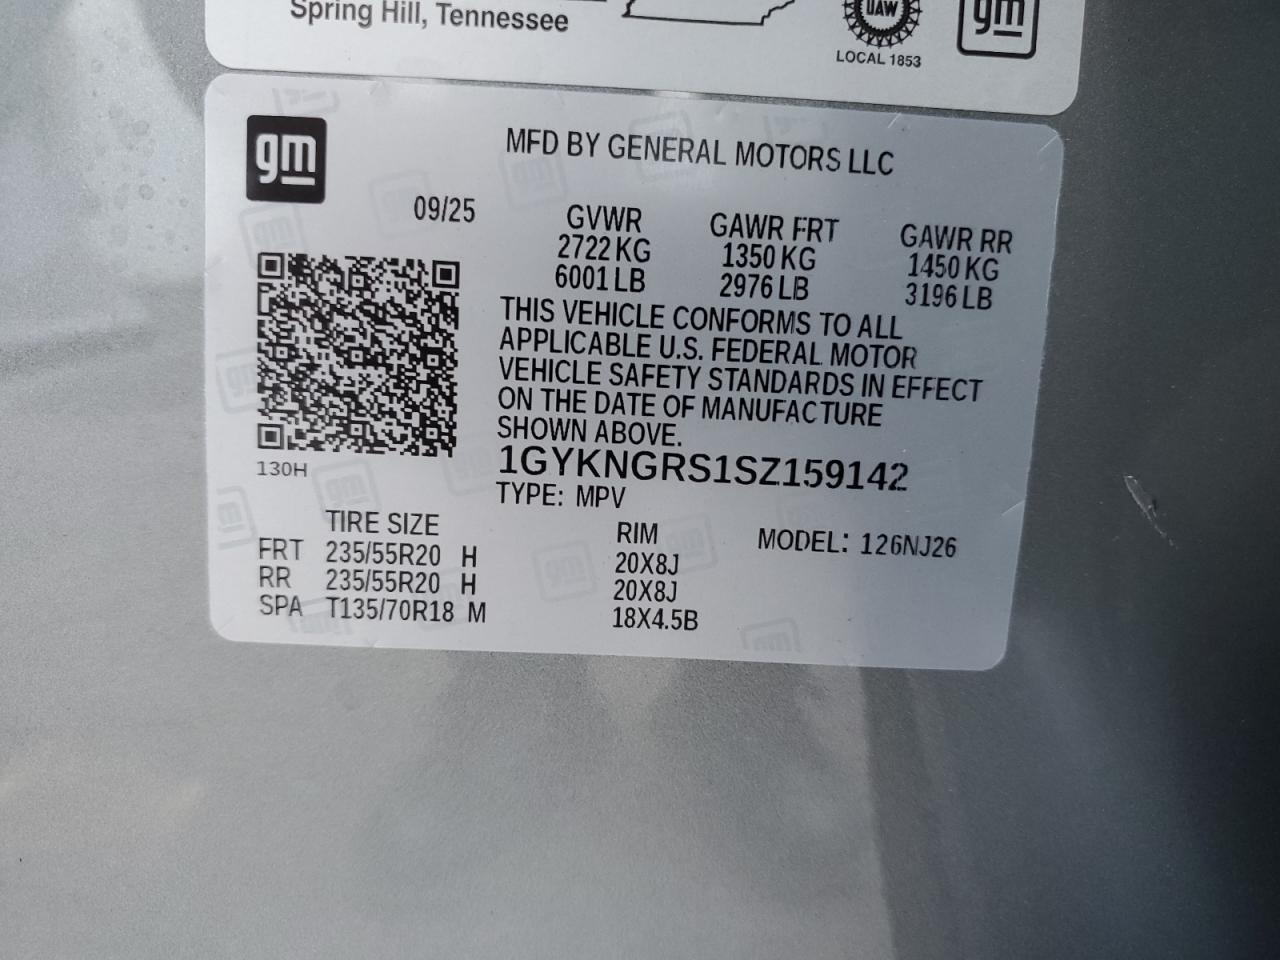 Spring Hill, Tennessee
UAW
gm
LOCAL 1853
gm
MFD BY GENERAL MOTORS LLC
09/25
GVWR GAWR FRT GAWR RR
2722 KG 1350 KG 1450 KG
6001 LB 2976 LB 3196 LB
THIS VEHICLE CONFORMS TO ALL
APPLICABLE U.S. FEDERAL MOTOR
VEHICLE SAFETY STANDARDS IN EFFECT
ON THE DATE OF MANUFACTURE
SHOWN ABOVE.
130H
1GYKNGRS1SZ159142
TYPE: MPV
TIRE SIZE RIM MODEL: 126NJ26
FRT 235/55R20 H 20X8J
RR 235/55R20 H 20X8J
SPA T135/70R18 M 18X4.5B